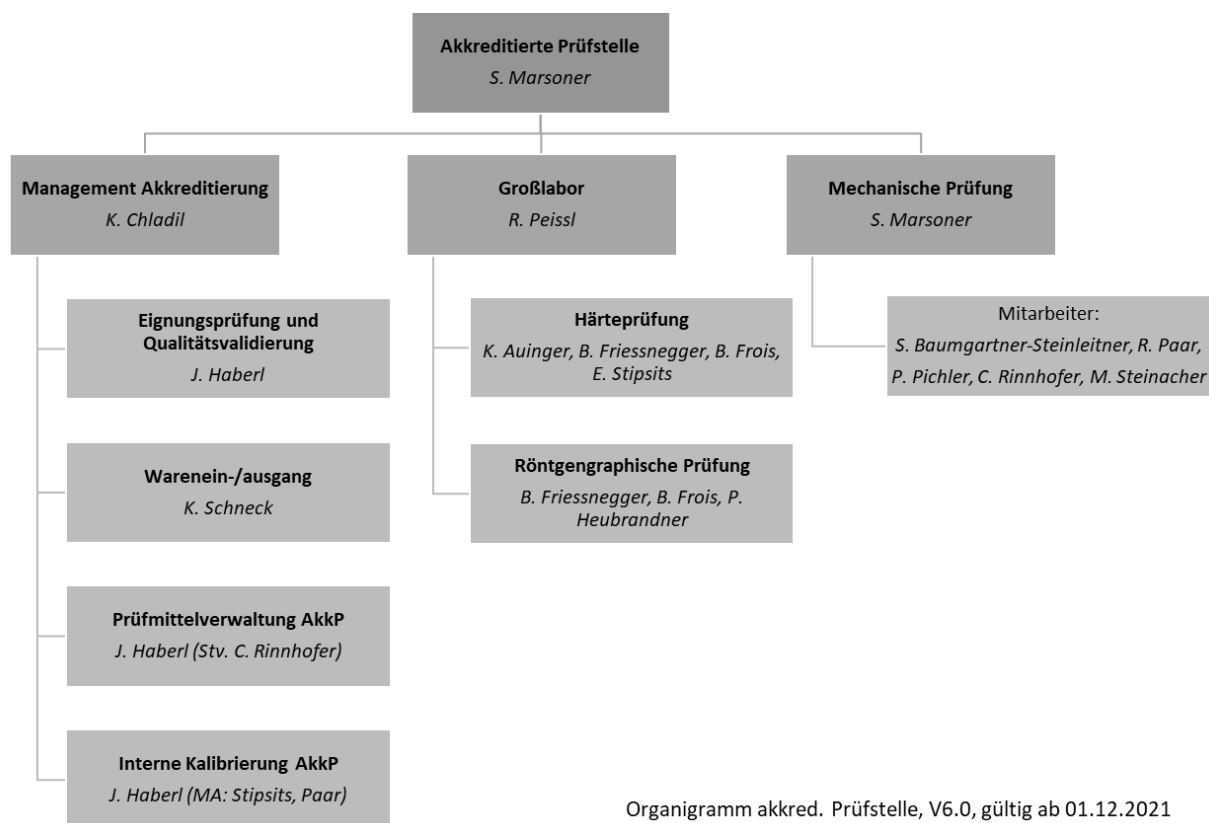 Akkreditierte Prüfstelle
S. Marsoner
Management Akkreditierung
K. Chladil
Großlabor
R. Peissl
Mechanische Prüfung
S. Marsoner
Eignungsprüfung und
Qualitätsvalidierung
J. Haberl
Warenein-/ausgang
K. Schneck
Prüfmittelverwaltung AkkP
J. Haberl (Stv. C. Rinnhofer)
Interne Kalibrierung AkkP
J. Haberl (MA: Stipsits, Paar)
Härteprüfung
K. Auinger, B. Friessnegger, B. Frois,
E. Stipsits
Röntgengraphische Prüfung
B. Friessnegger, B. Frois, P.
Heubrandner
Mitarbeiter:
S. Baumgartner-Steinleitner, R. Paar,
P. Pichler, C. Rinnhofer, M. Steinacher
Organigramm akkred. Prüfstelle, V6.0, gültig ab 01.12.2021